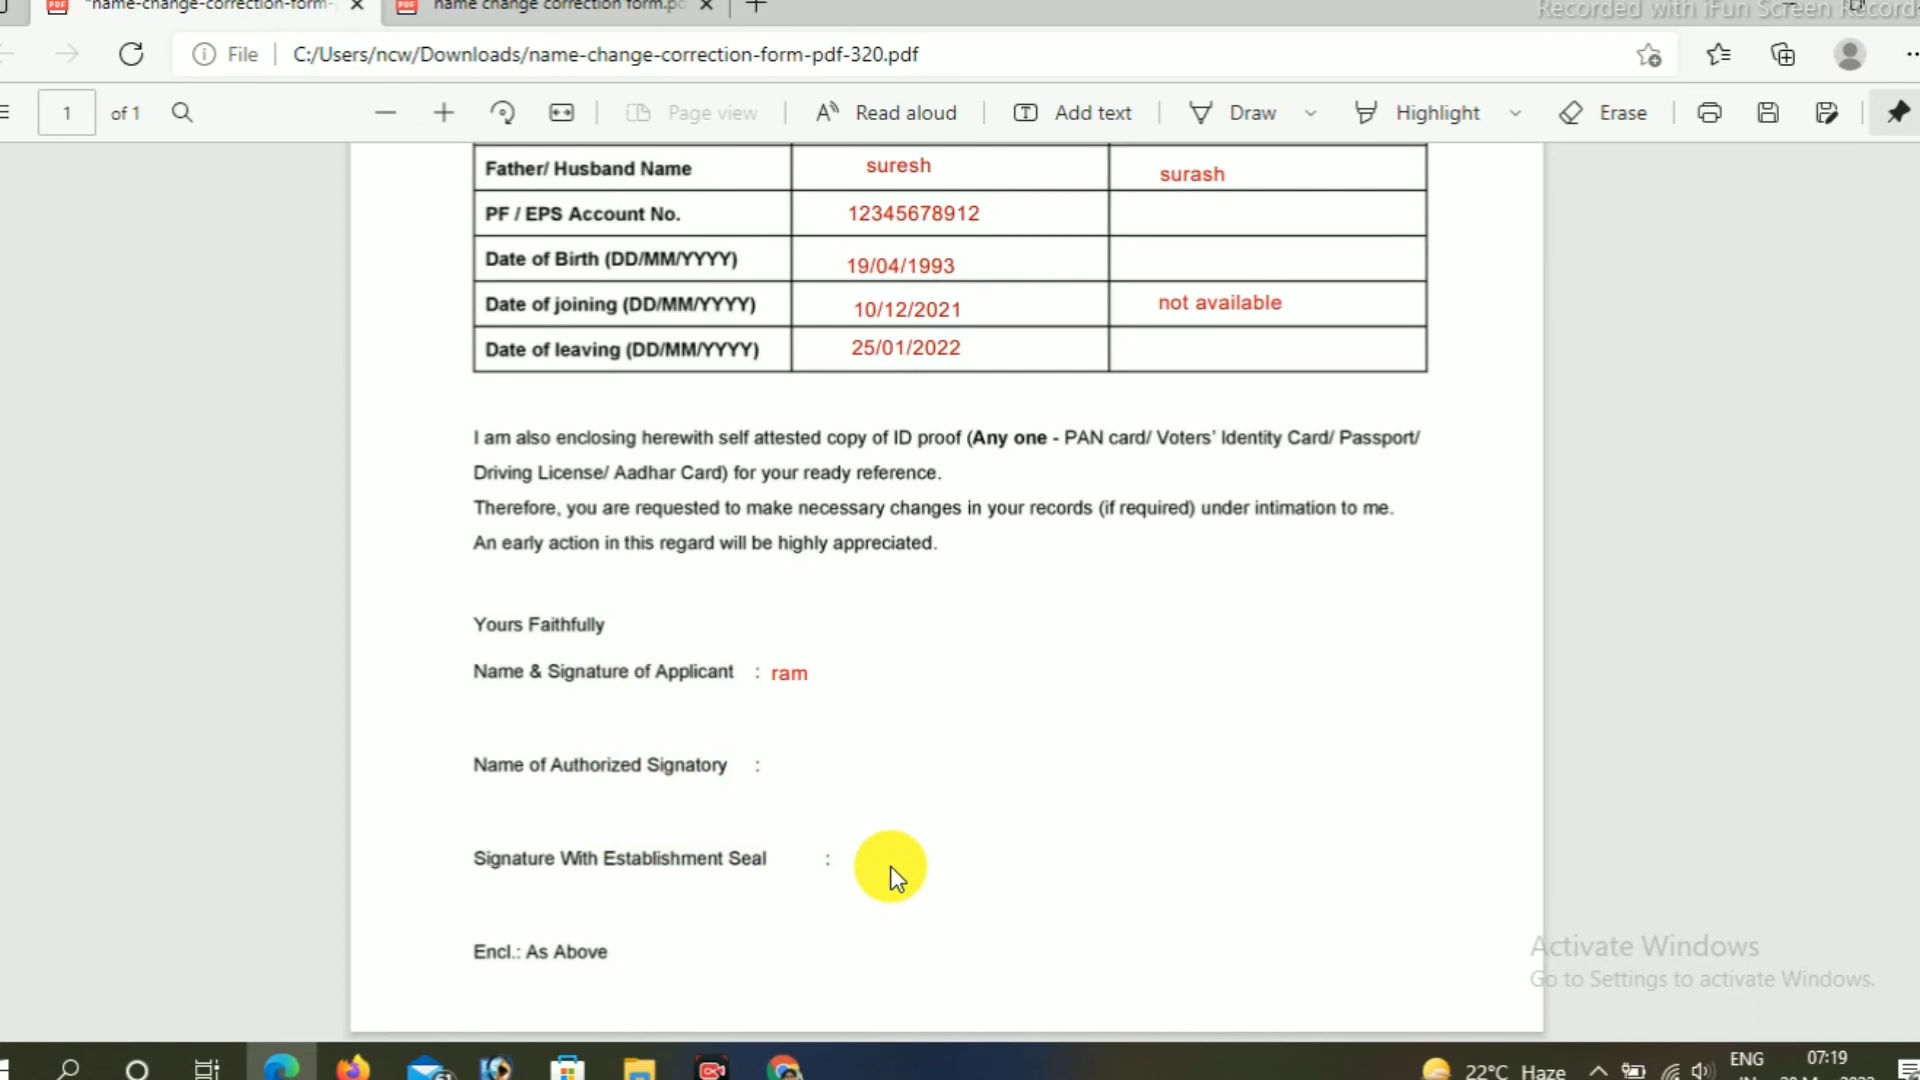 "name-change-correction-form-
name change correction form.pd
Recorded with iFun Screen Record
File
C:/Users/ncw/Downloads/name-change-correction-form-pdf-320.pdf
1 of 1
Page view
Read aloud
Add text
Draw
Highlight
Erase
Father/ Husband Name suresh surash
PF / EPS Account No. 12345678912
Date of Birth (DD/MM/YYYY) 19/04/1993
Date of joining (DD/MM/YYYY) 10/12/2021 not available
Date of leaving (DD/MM/YYYY) 25/01/2022
I am also enclosing herewith self attested copy of ID proof (Any one - PAN card/ Voters' Identity Card/ Passport/
Driving License/ Aadhar Card) for your ready reference.
Therefore, you are requested to make necessary changes in your records (if required) under intimation to me.
An early action in this regard will be highly appreciated.
Yours Faithfully
Name & Signature of Applicant : ram
Name of Authorized Signatory :
Signature With Establishment Seal :
Encl.: As Above
Activate Windows
Go to Settings to activate Windows.
22°C Haze
ENG
07:19